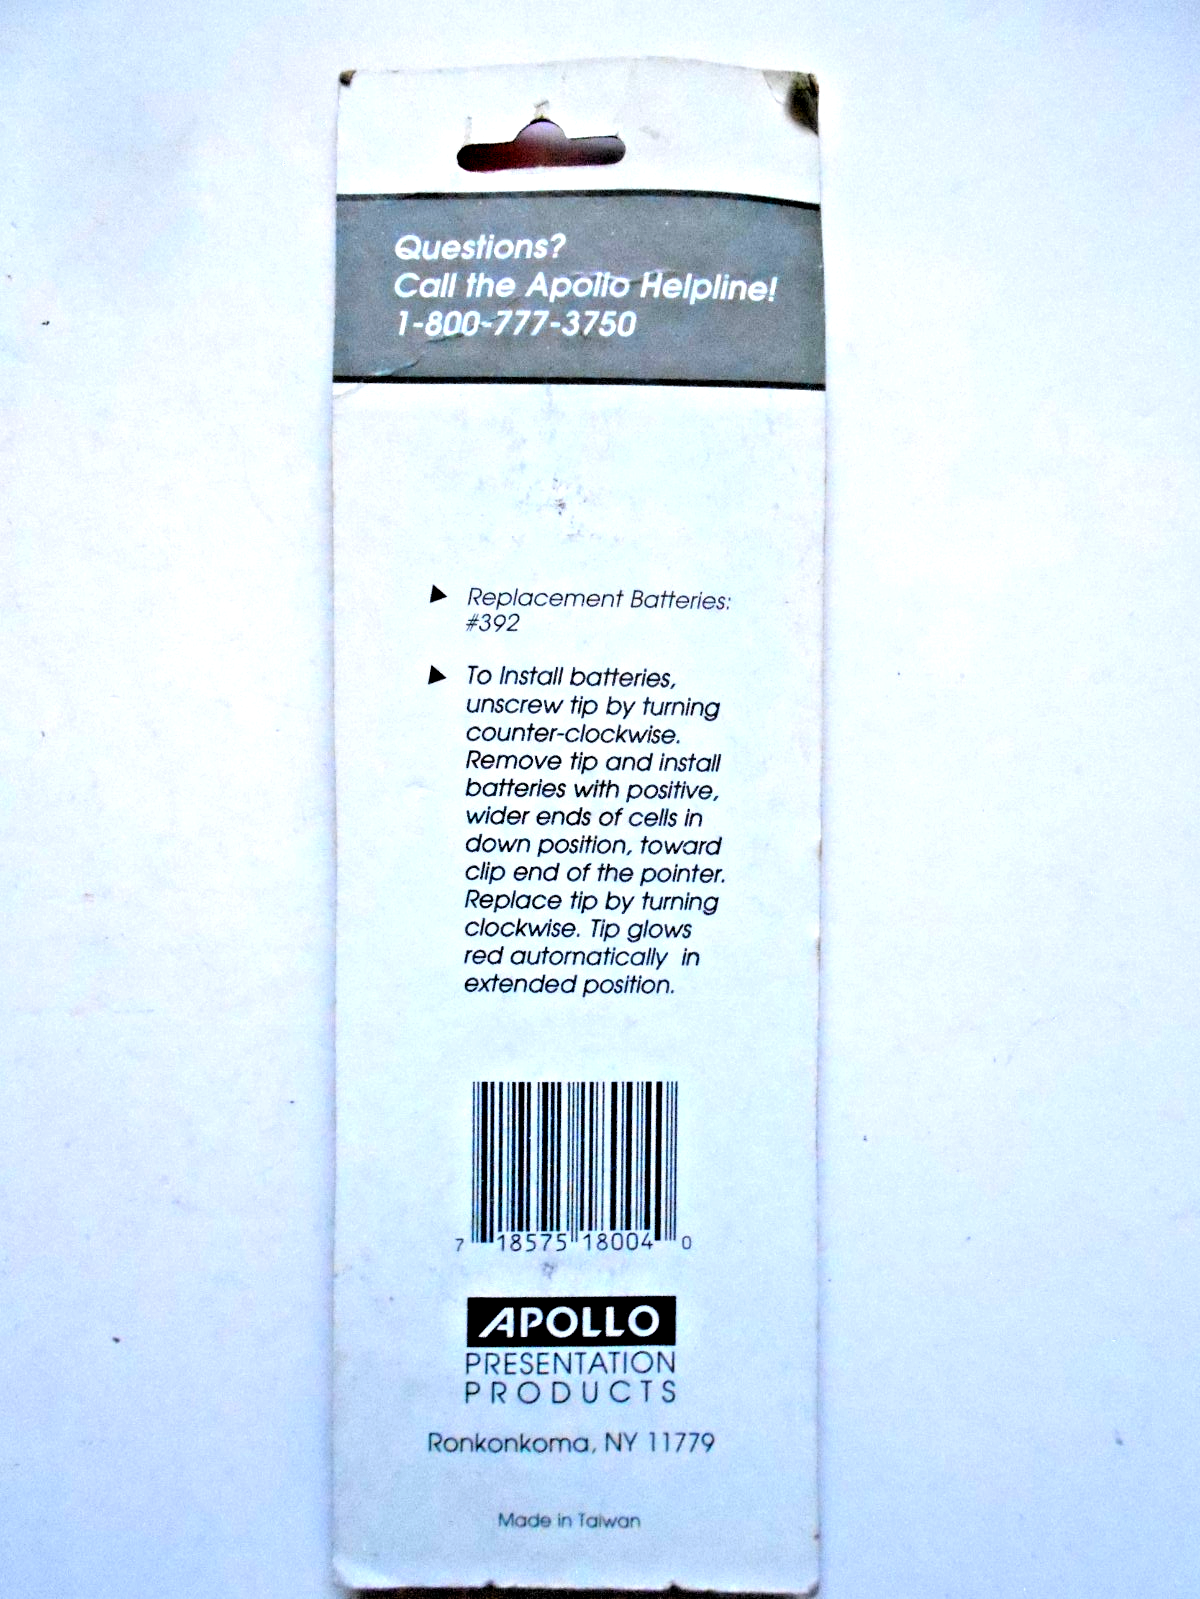 Questions?
Call the Apollo Helpline!
1-800-777-3750
Replacement Batteries:
#392
To Install batteries,
unscrew tip by turning
counter-clockwise.
Remove tip and install
batteries with positive,
wider ends of cells in
down position, toward
clip end of the pointer.
Replace tip by turning
clockwise. Tip glows
red automatically in
extended position.
7 18575 18004 0
APOLLO
PRESENTATION
PRODUCTS
Ronkonkoma, NY 11779
Made in Taiwan